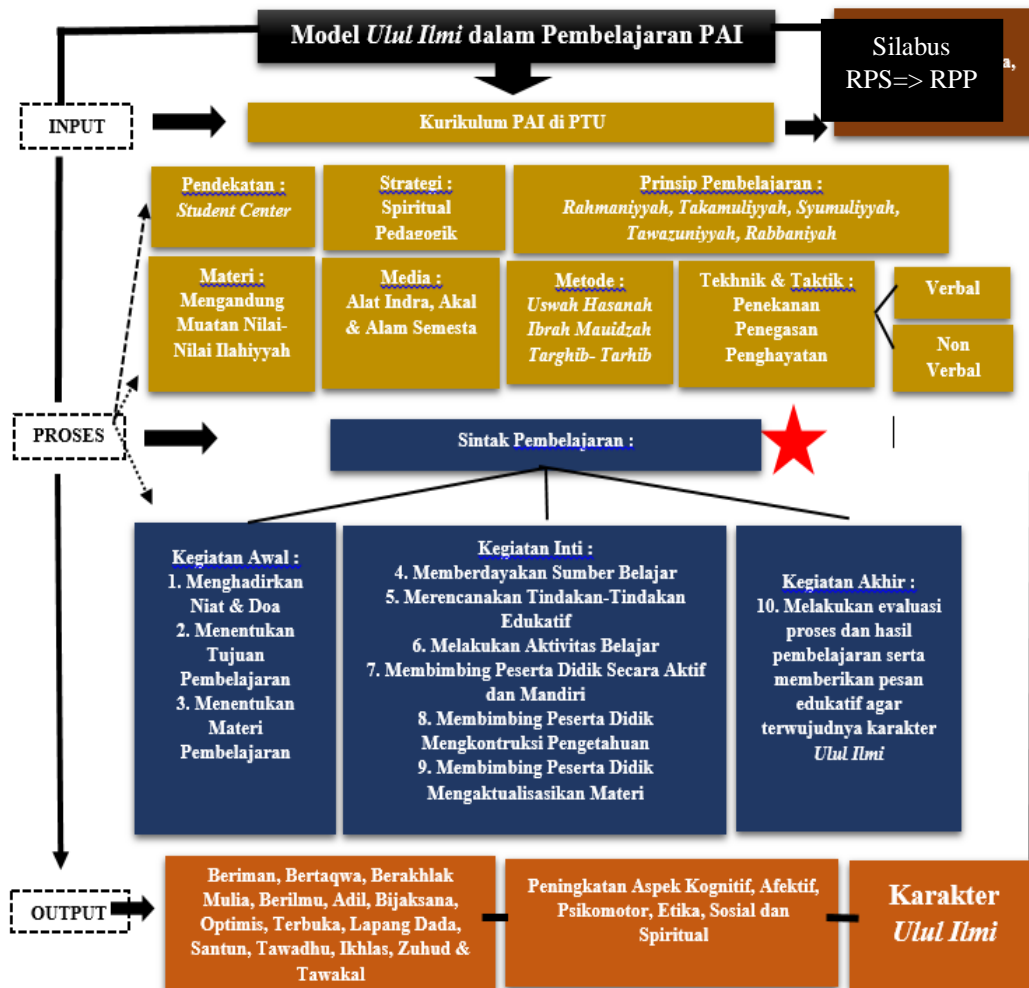 Model Ulul Ilmi dalam Pembelajaran PAI
Silabus
RPS=> RPP
INPUT
Kurikulum PAI di PTU
Pendekatan :
Student Center
Strategi :
Spiritual
Pedagogik
Prinsip Pembelajaran :
Rahmaniyyah, Takamuliyyah, Syumuliyyah,
Tawazuniyyah, Rabbaniyah
Materi :
Mengandung
Muatan Nilai-
Nilai Ilahiyyah
Media :
Alat Indra, Akal
& Alam Semesta
Metode :
Uswah Hasanah
Ibrah Mauidzah
Targhib- Tarhib
Tekhnik & Taktik :
Penekanan
Penegasan
Penghayatan
Verbal
Non
Verbal
PROSES
Sintak Pembelajaran :
Kegiatan Awal :
1. Menghadirkan
Niat & Doa
2. Menentukan
Tujuan
Pembelajaran
3. Menentukan
Materi
Pembelajaran
Kegiatan Inti :
4. Memberdayakan Sumber Belajar
5. Merencanakan Tindakan-Tindakan
Edukatif
6. Melakukan Aktivitas Belajar
7. Membimbing Peserta Didik Secara Aktif
dan Mandiri
8. Membimbing Peserta Didik
Mengkontruksi Pengetahuan
9. Membimbing Peserta Didik
Mengaktualisasikan Materi
Kegiatan Akhir :
10. Melakukan evaluasi
proses dan hasil
pembelajaran serta
memberikan pesan
edukatif agar
terwujudnya karakter
Ulul Ilmi
OUTPUT
Beriman, Bertaqwa, Berakhlak
Mulia, Berilmu, Adil, Bijaksana,
Optimis, Terbuka, Lapang Dada,
Santun, Tawadhu, Ikhlas, Zuhud &
Tawakal
Peningkatan Aspek Kognitif, Afektif,
Psikomotor, Etika, Sosial dan
Spiritual
Karakter
Ulul Ilmi